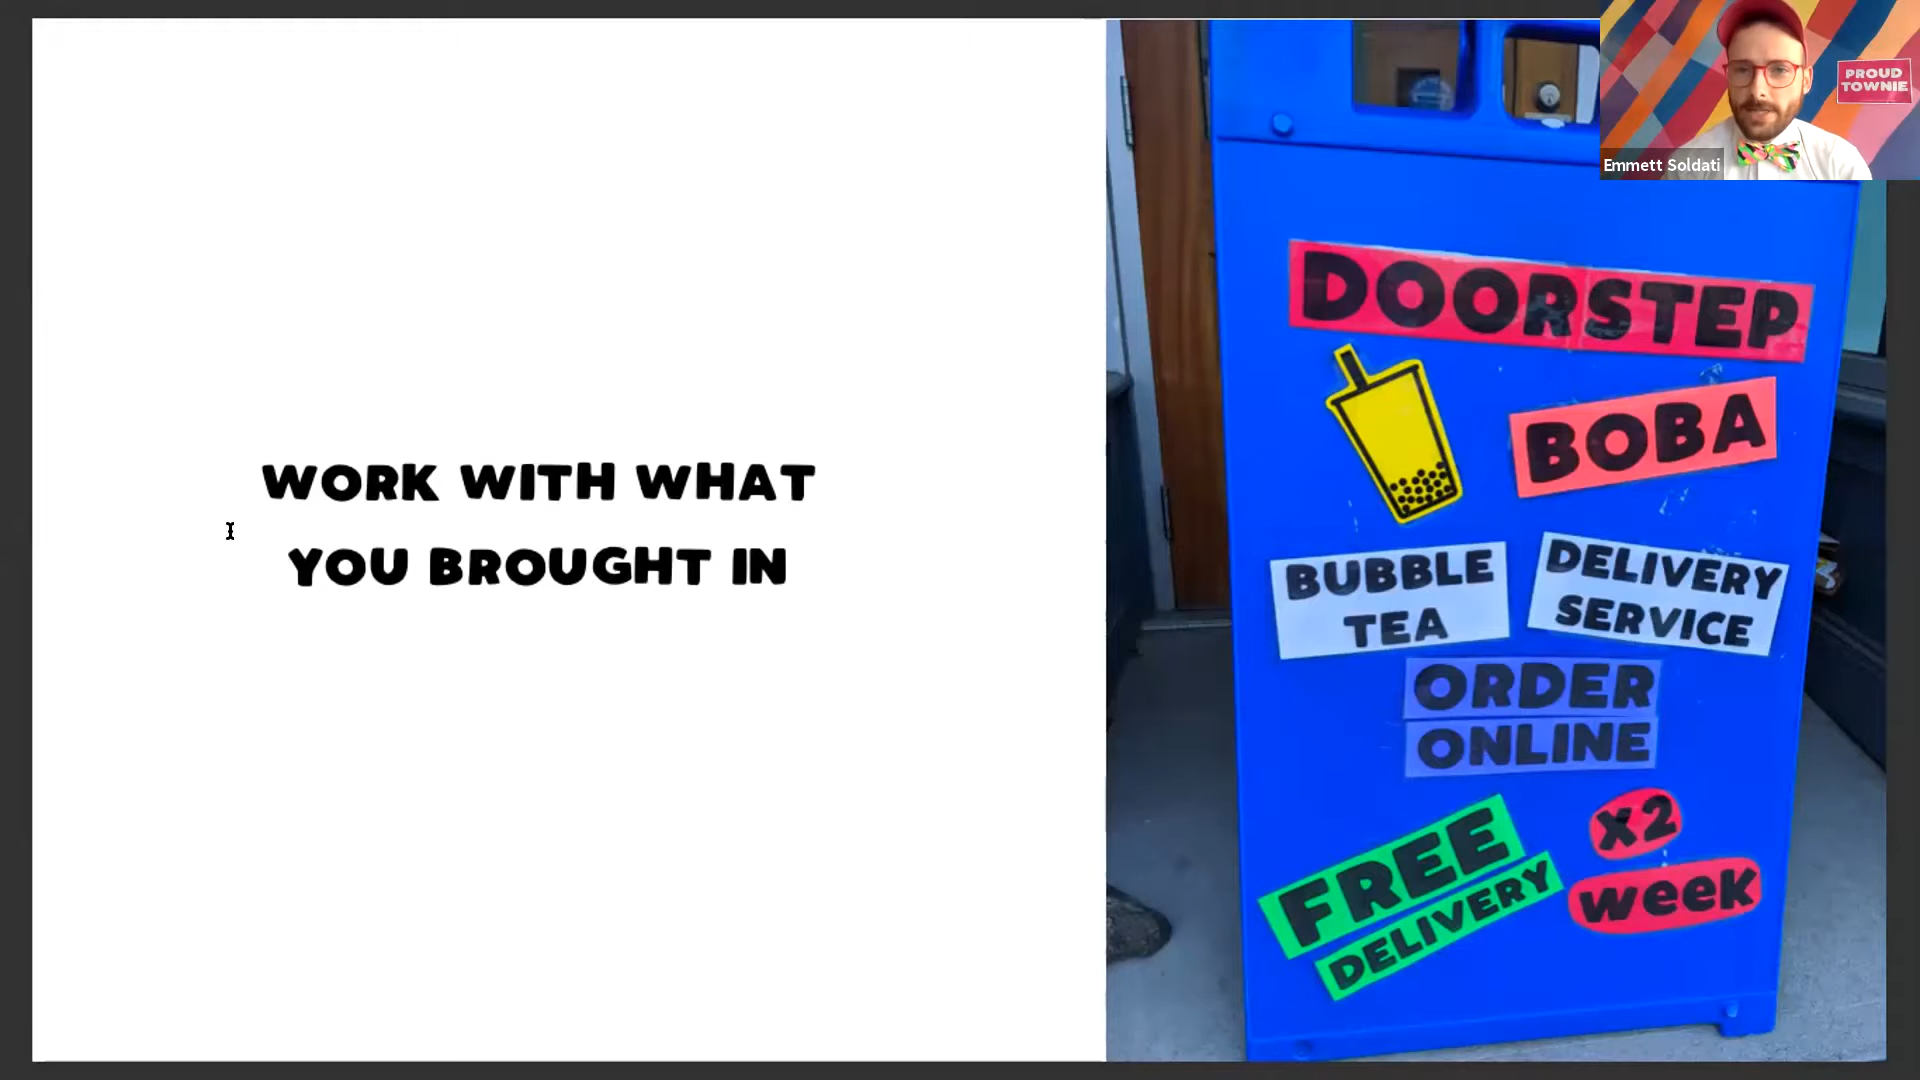 WORK WITH WHAT
YOU BROUGHT IN
PROUD
TOWNIE
Emmett Soldati
DOORSTEP
BOBA
BUBBLE
TEA
DELIVERY
SERVICE
ORDER
ONLINE
FREE
DELIVERY
x2
week